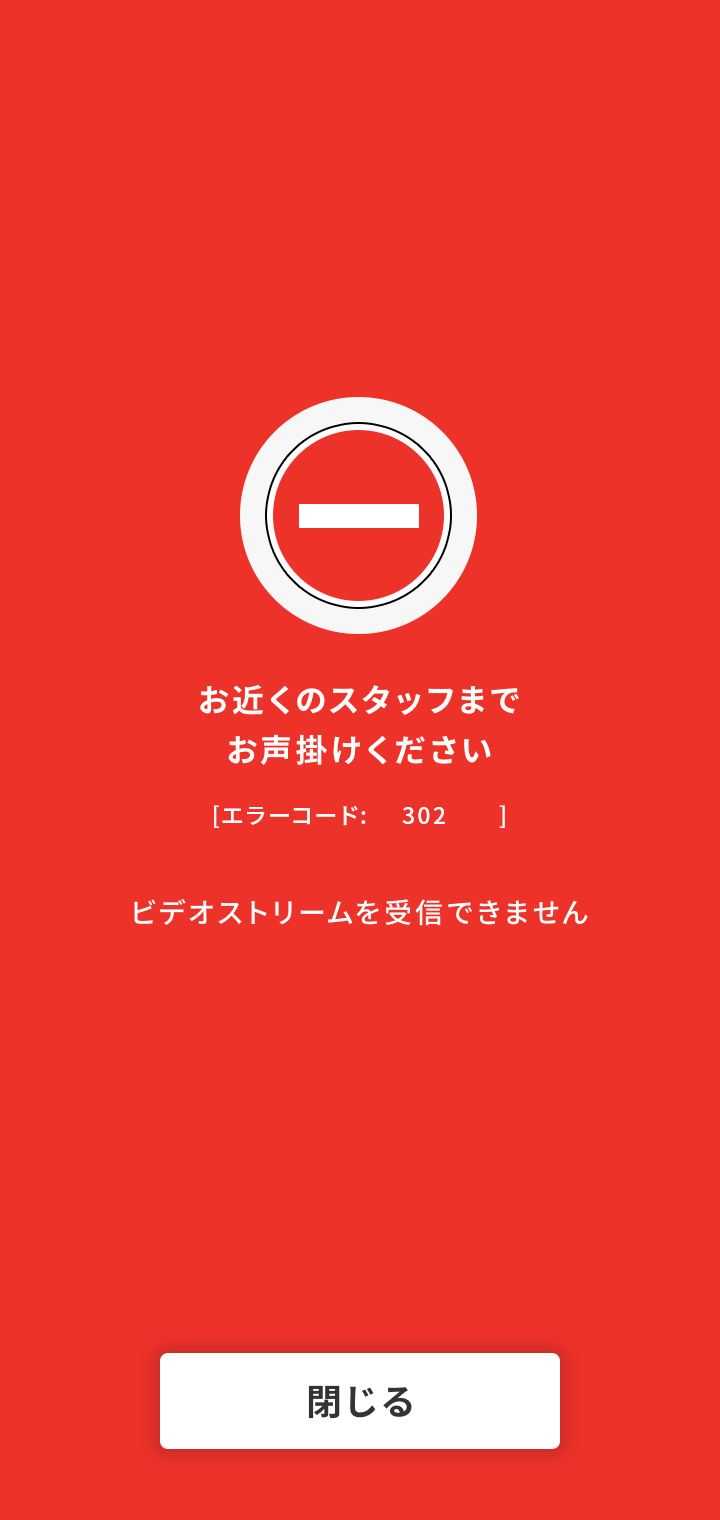 お近くのスタッフまで
お声掛けください
[エラーコード: 302 ]
ビデオストリームを受信できません
閉じる